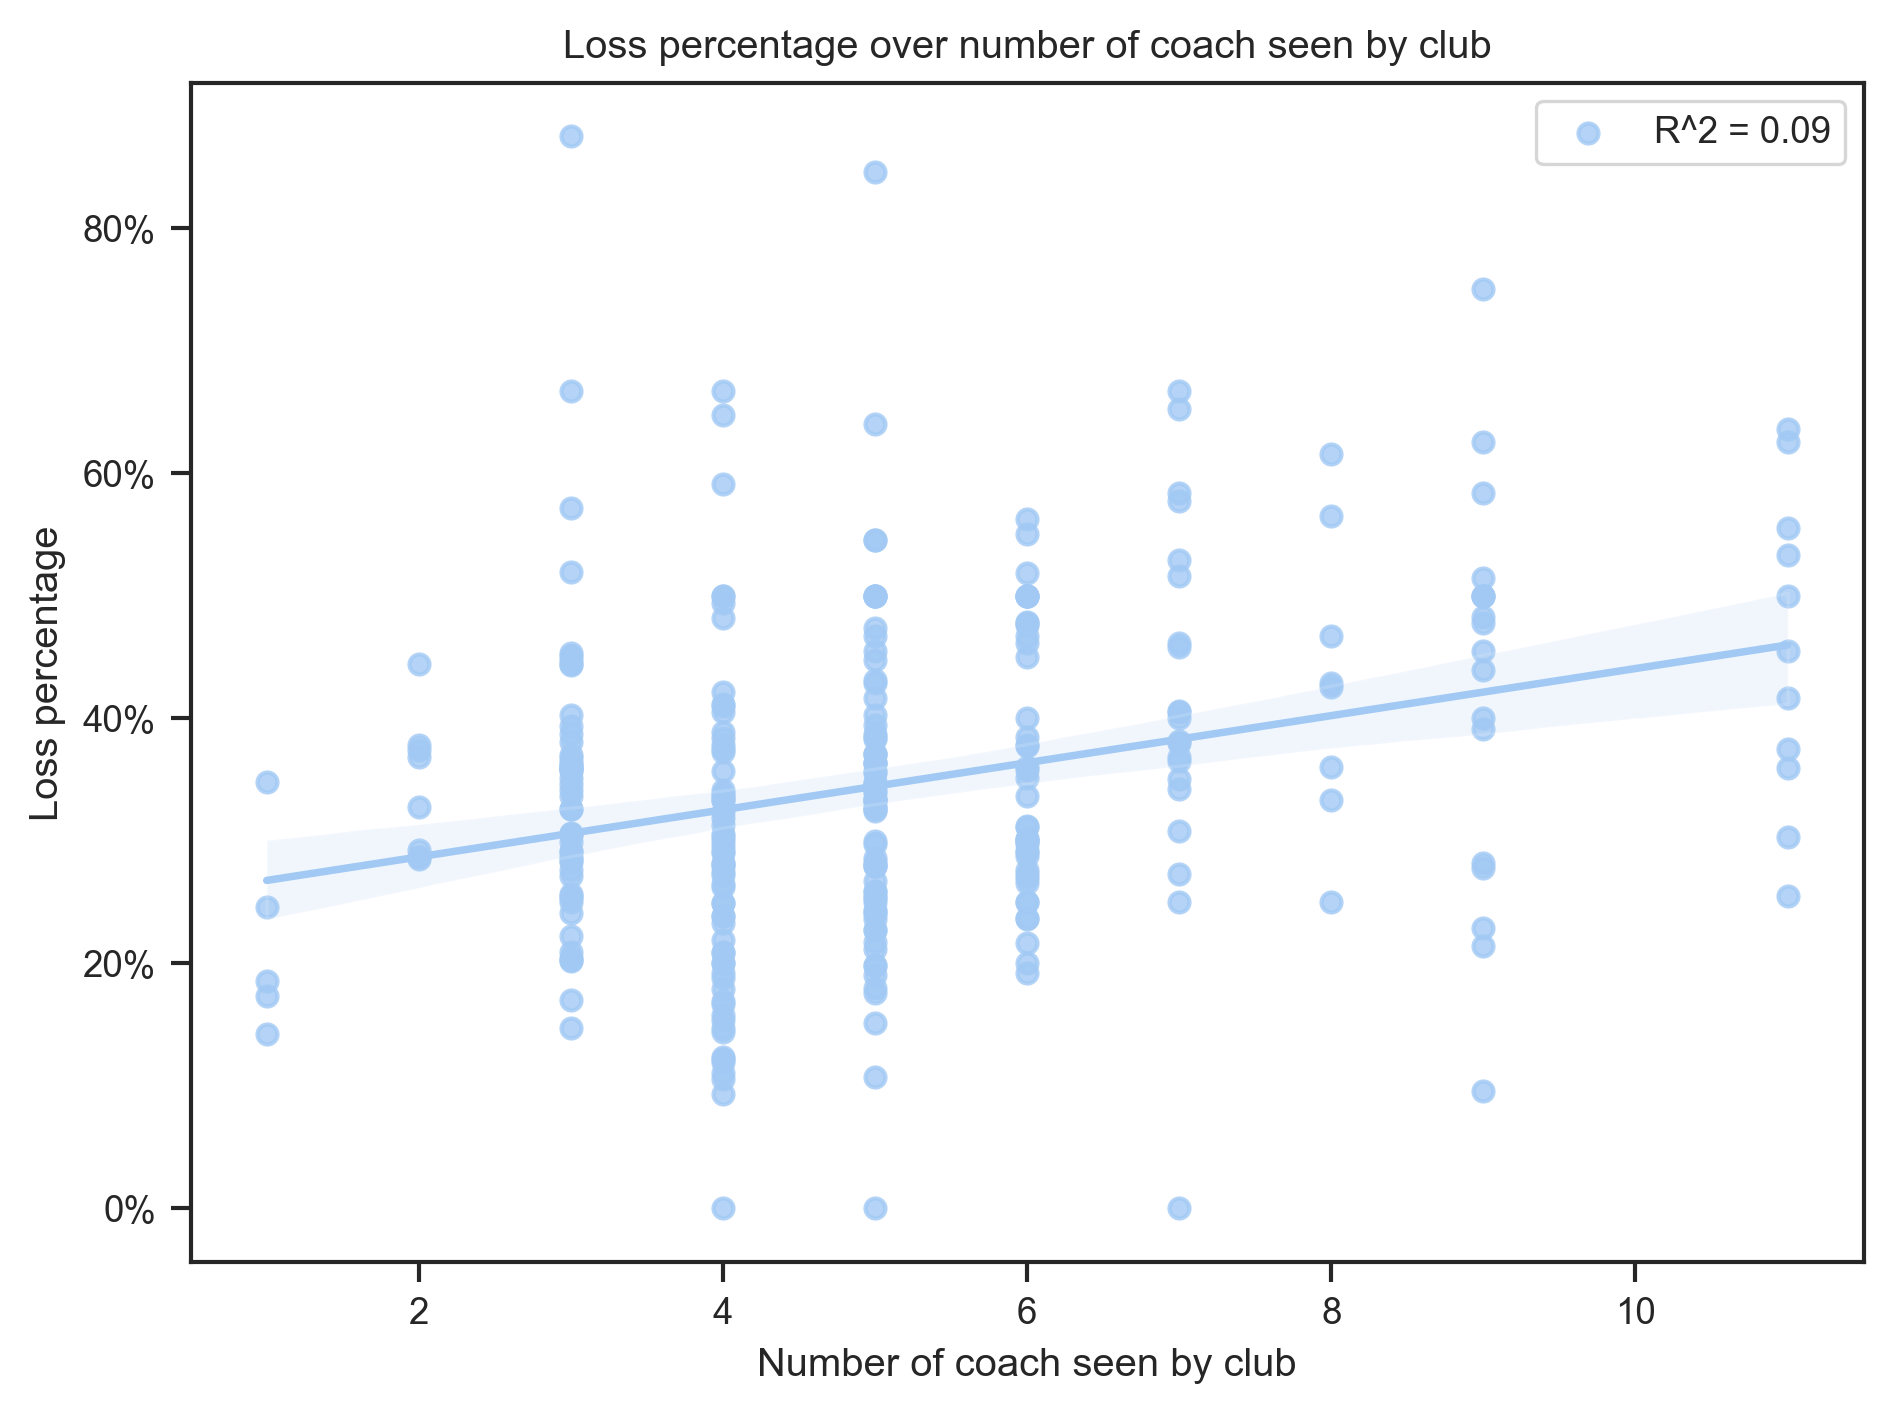 Loss percentage over number of coach seen by club
R^2 = 0.09
80%
60%
40%
20%
0%
Loss percentage
2 4 6 8 10
Number of coach seen by club